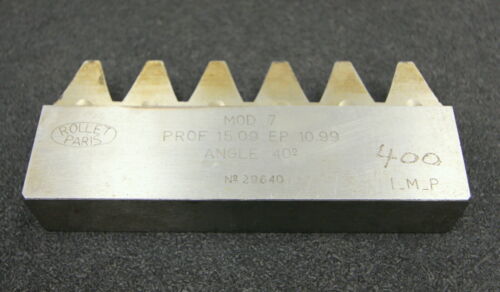 ROLLET
PARIS
MOD 7
PROF 15.09 EP 10.99
ANGLE 40º
Nº 29640
400
I_M_P